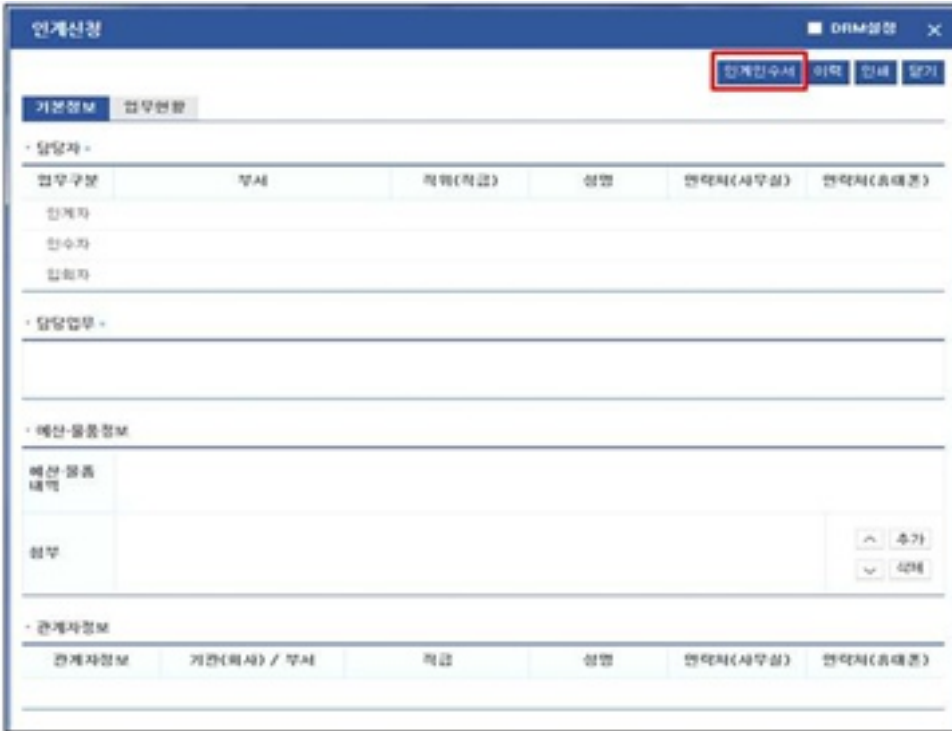 인계신청 DRM설정
인계인수서 이력 인쇄 닫기
기본정보 업무현황
담당자
업무구분 부서 직위(직급) 성명 연락처(사무실) 연락처(휴대폰)
인계자
인수자
입회자
담당업무
예산·물품정보
예산·물품
내역
첨부
추가
삭제
관계자정보
관계자정보 기관(회사) / 부서 직급 성명 연락처(사무실) 연락처(휴대폰)